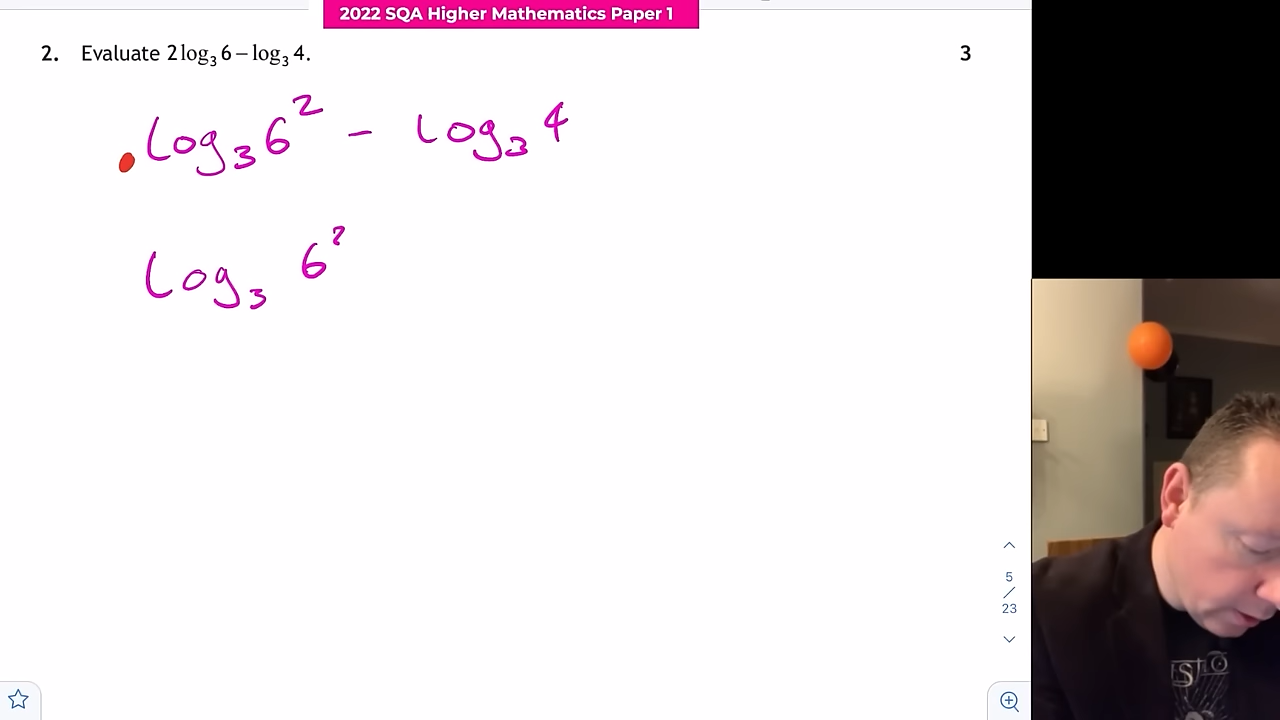 2022 SQA Higher Mathematics Paper 1
2. Evaluate 2log₃6−log₃4. 3
log₃6² - log₃4
log₃ 6²
5
/
23